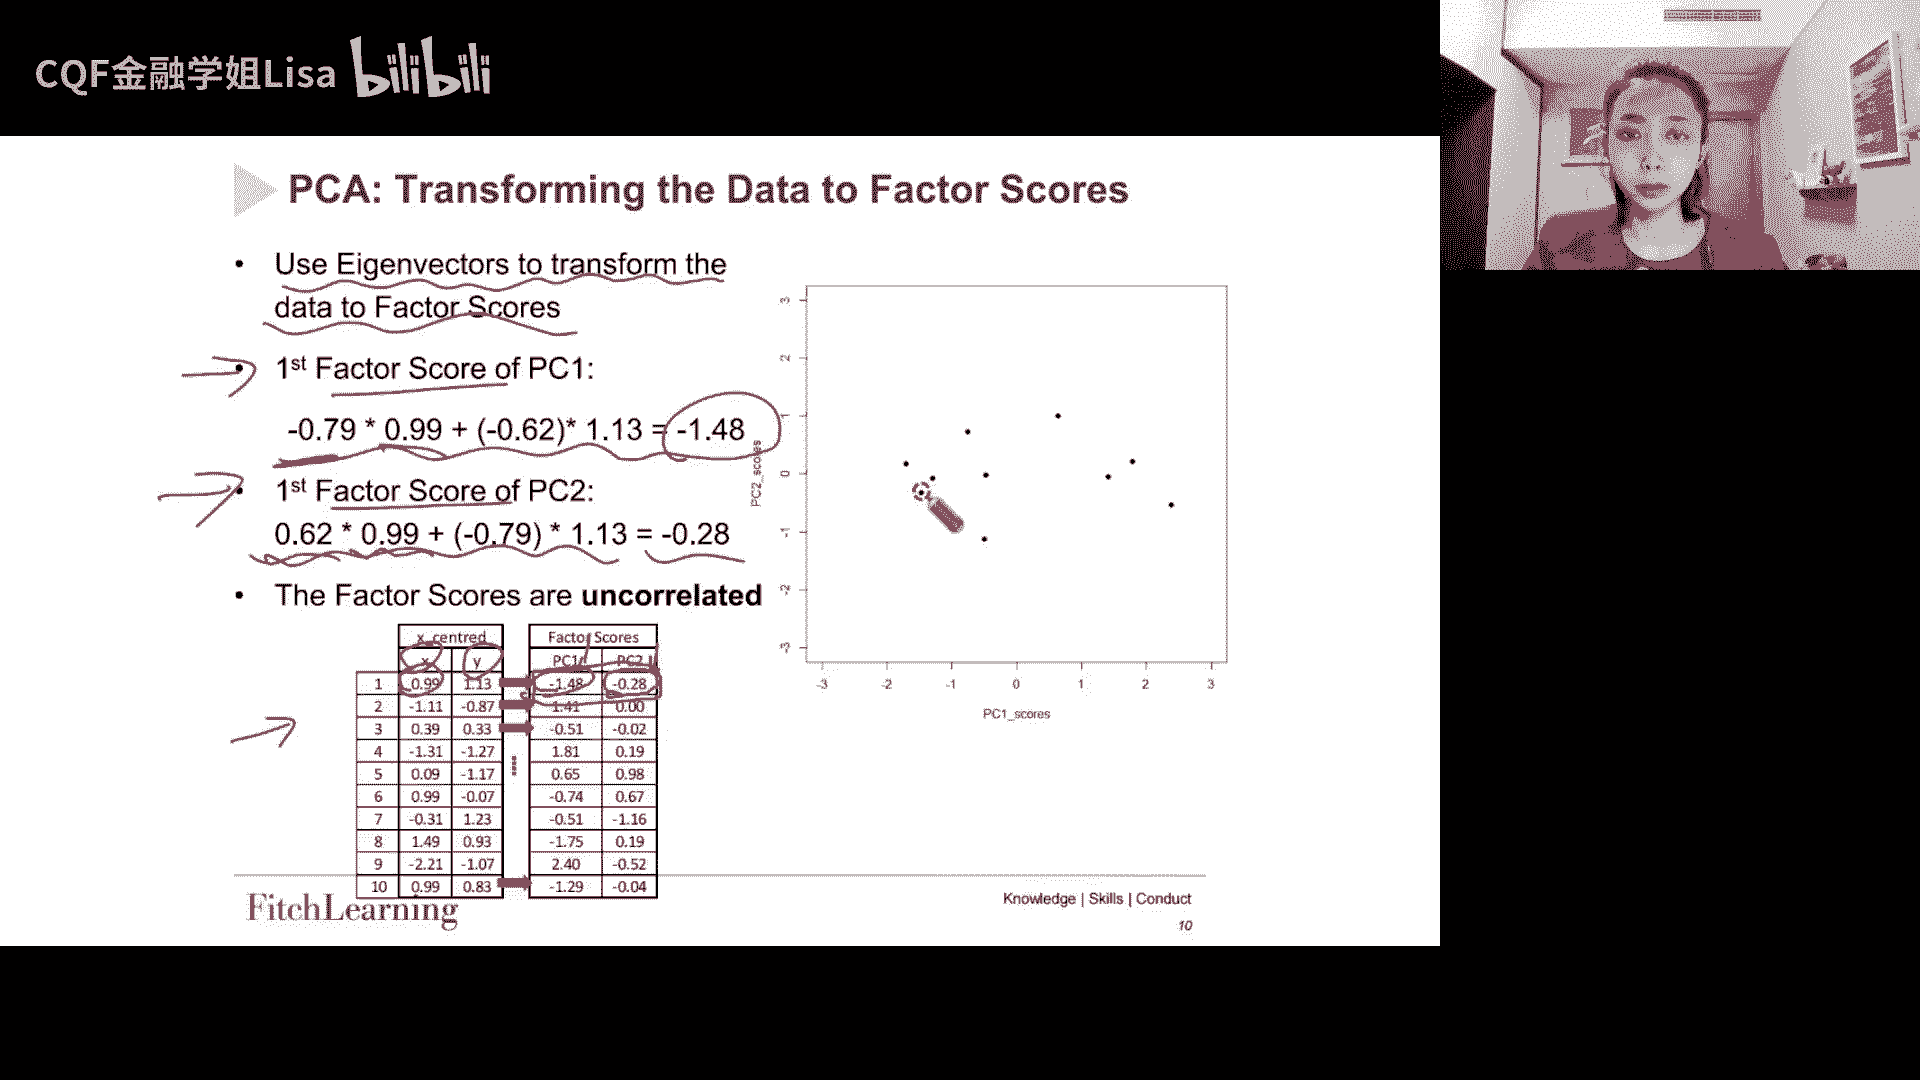 CQF金融学姐Lisa bilibili
PCA: Transforming the Data to Factor Scores
• Use Eigenvectors to transform the
data to Factor Scores
• 1st Factor Score of PC1:
-0.79 * 0.99 + (-0.62)* 1.13 = -1.48
• 1st Factor Score of PC2:
0.62 * 0.99 + (-0.79) * 1.13 = -0.28
• The Factor Scores are uncorrelated
x_centred Factor Scores
x y PC1 PC2
1 0.99 1.13 -1.48 -0.28
2 -1.11 -0.87 1.41 0.00
3 0.39 0.33 -0.51 -0.02
4 -1.31 -1.27 1.81 0.19
5 0.09 -1.17 0.65 0.98
6 0.99 -0.07 -0.74 0.67
7 -0.31 1.23 -0.51 -1.16
8 1.49 0.93 -1.75 0.19
9 -2.21 -1.07 2.40 -0.52
10 0.99 0.83 -1.29 -0.04
PC2_scores
3
2
1
0
-1
-2
-3
-3 -2 -1 0 1 2 3
PC1_scores
FitchLearning
Knowledge | Skills | Conduct
10